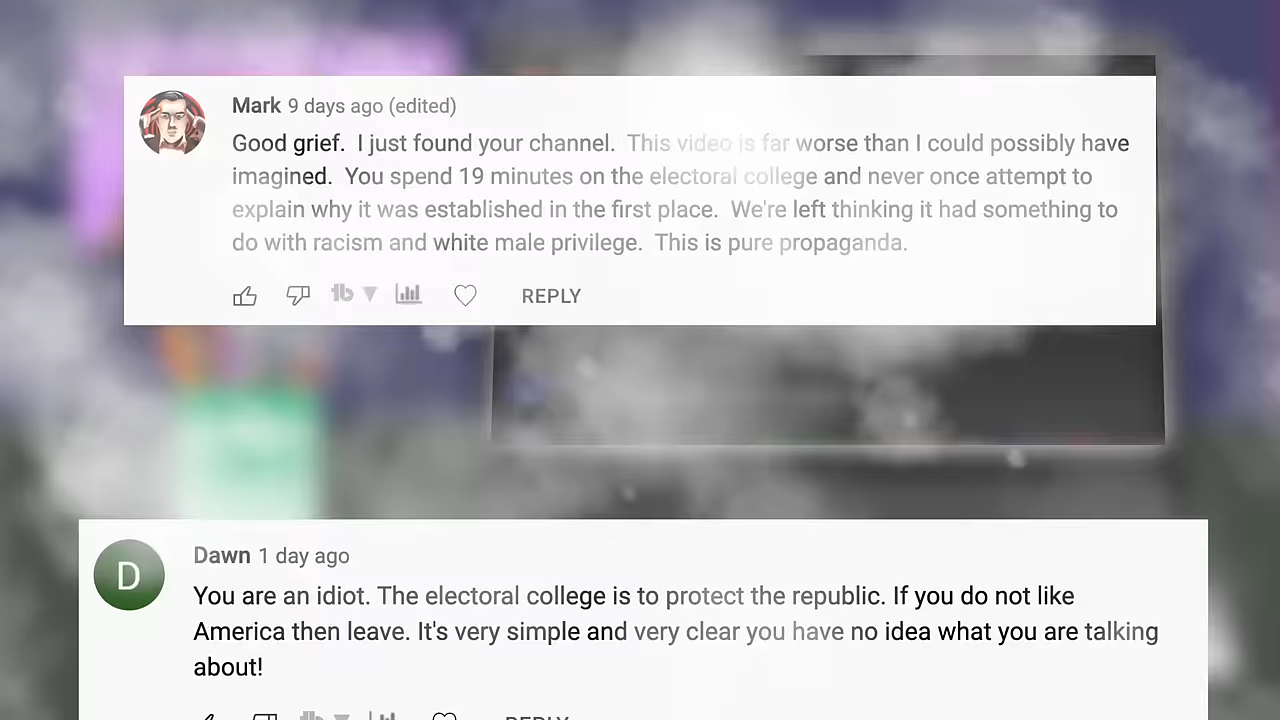 Mark 9 days ago (edited)
Good grief. I just found your channel. This video is far worse than I could possibly have
imagined. You spend 19 minutes on the electoral college and never once attempt to
explain why it was established in the first place. We're left thinking it had something to
do with racism and white male privilege. This is pure propaganda.
REPLY
D
Dawn 1 day ago
You are an idiot. The electoral college is to protect the republic. If you do not like
America then leave. It's very simple and very clear you have no idea what you are talking
about!
REPLY